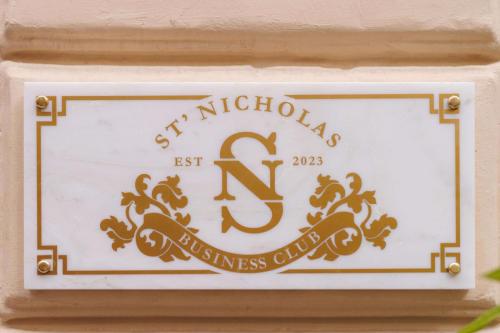 ST' NICHOLAS
EST 2023
SN
BUSINESS CLUB